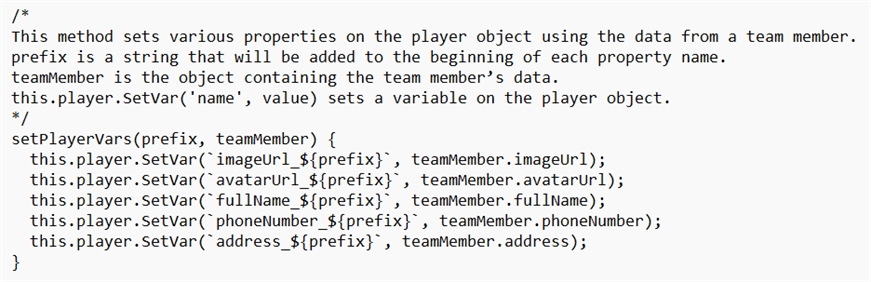 /*
This method sets various properties on the player object using the data from a team member.
prefix is a string that will be added to the beginning of each property name.
teamMember is the object containing the team member’s data.
this.player.SetVar('name', value) sets a variable on the player object.
*/
setPlayerVars(prefix, teamMember) {
  this.player.SetVar(`imageUrl_${prefix}`, teamMember.imageUrl);
  this.player.SetVar(`avatarUrl_${prefix}`, teamMember.avatarUrl);
  this.player.SetVar(`fullName_${prefix}`, teamMember.fullName);
  this.player.SetVar(`phoneNumber_${prefix}`, teamMember.phoneNumber);
  this.player.SetVar(`address_${prefix}`, teamMember.address);
}